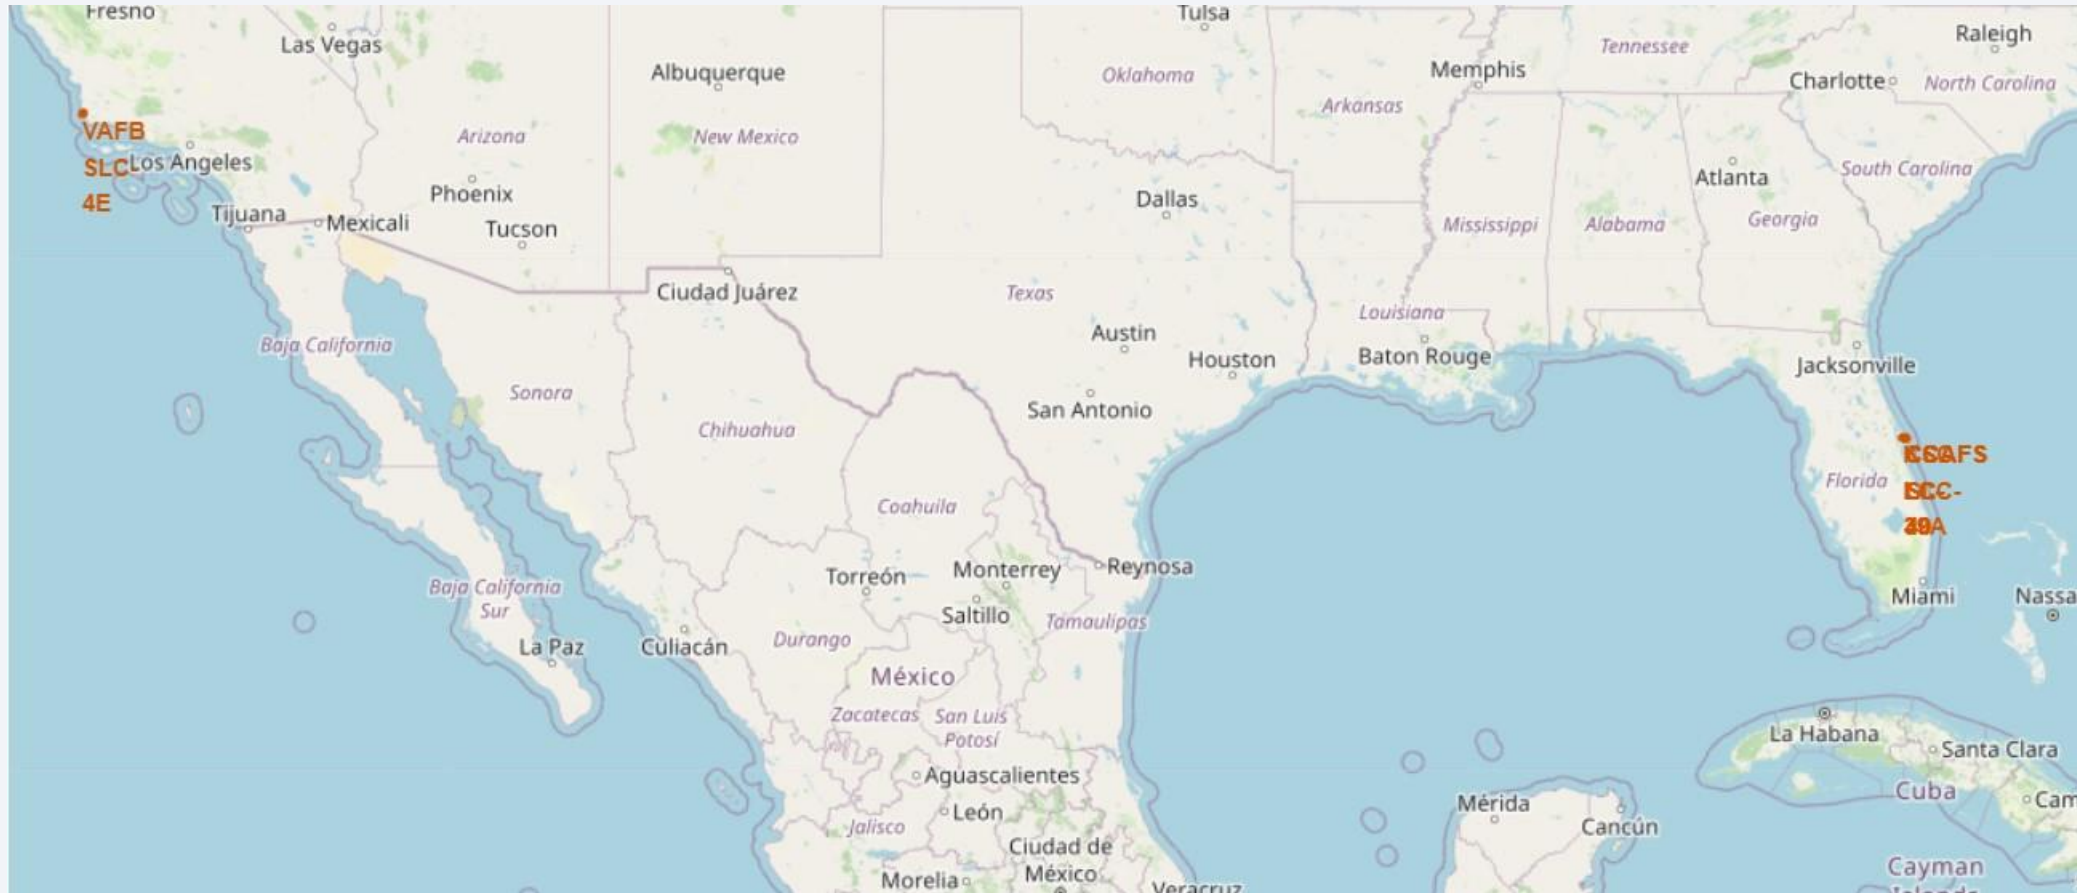 Fresno
Las Vegas
Albuquerque
Tulsa
Oklahoma
Memphis
Tennessee
Raleigh
Charlotte
North Carolina
Arkansas
VAFB
SLC-
4E
Los Angeles
Arizona
New Mexico
Phoenix
Tucson
Tijuana
Mexicali
Dallas
Atlanta
South Carolina
Mississippi
Alabama
Georgia
Ciudad Juárez
Texas
Louisiana
Austin
Houston
Baton Rouge
Jacksonville
Baja California
Sonora
Chihuahua
San Antonio
Florida
Coahuila
Torreón
Monterrey
Reynosa
Saltillo
Tamaulipas
Miami
Nassa
Baja California
Sur
La Paz
Culiacán
Durango
México
Zacatecas
San Luis
Potosí
La Habana
Santa Clara
Cuba
Cam
Aguascalientes
León
Jalisco
Mérida
Cancún
Ciudad de
México
Morelia
Veracruz
Cayman
Islands